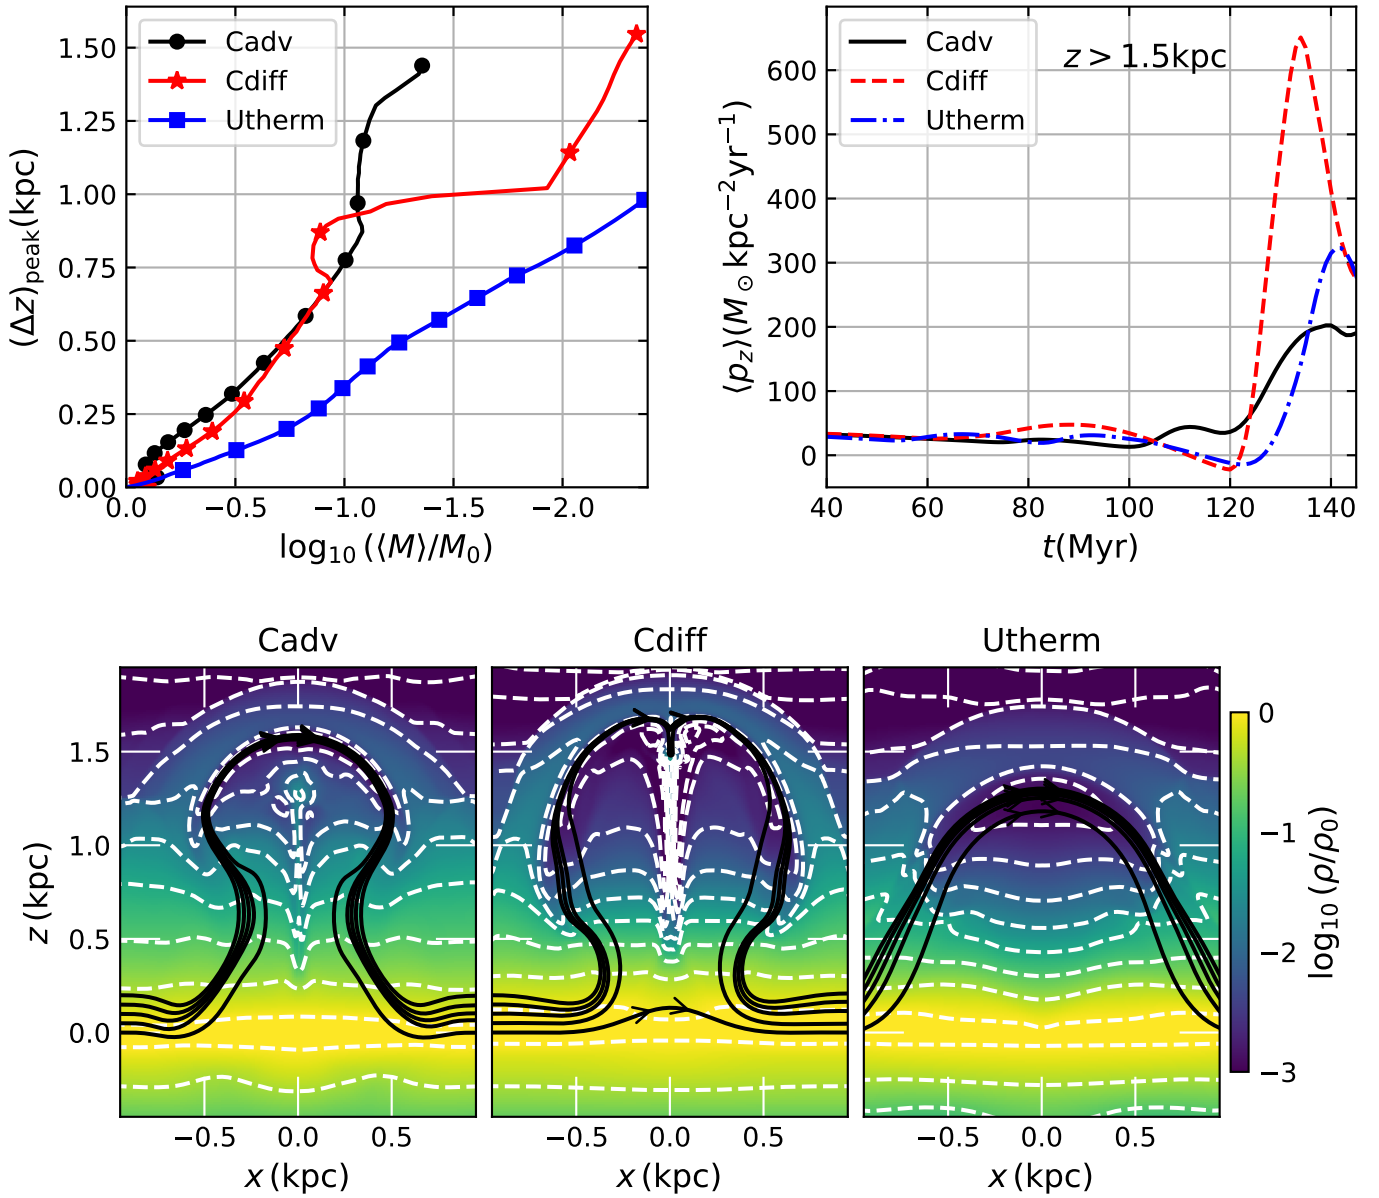 Cadv
Cdiff
Utherm
1.50
1.25
1.00
0.75
0.50
0.25
0.00
(Δz)peak(kpc)
0.0 −0.5 −1.0 −1.5 −2.0
log10 (⟨M⟩/M0)
Cadv
Cdiff
Utherm
z > 1.5kpc
600
500
400
300
200
100
0
⟨pz⟩(M⊙kpc−2yr−1)
40 60 80 100 120 140
t(Myr)
Cadv Cdiff Utherm
1.5
1.0
0.5
0.0
z (kpc)
−0.5 0.0 0.5
x (kpc)
−0.5 0.0 0.5
x (kpc)
−0.5 0.0 0.5
x (kpc)
0
−1
−2
−3
log10 (ρ/ρ0)